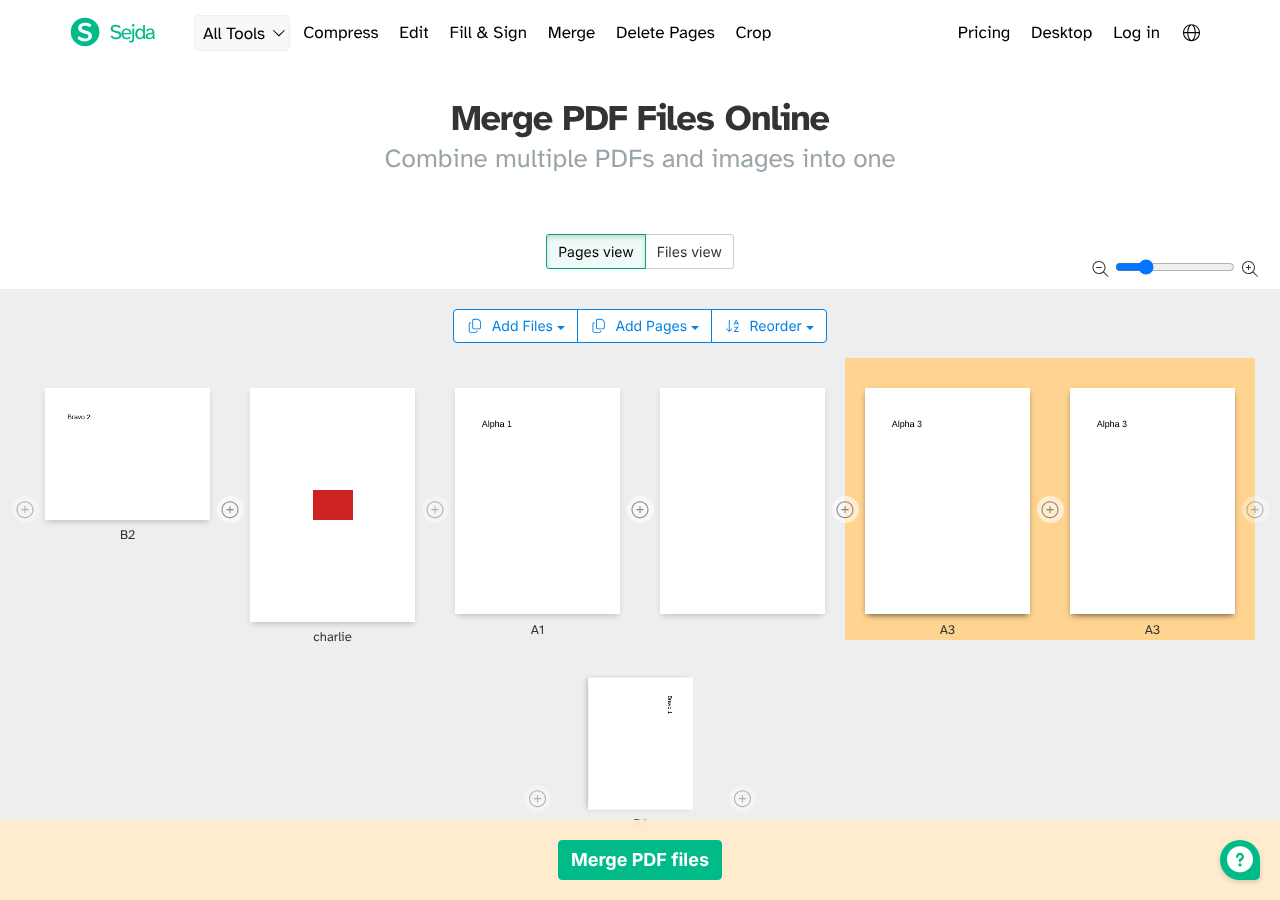 Sejda All Tools Compress Edit Fill & Sign Merge Delete Pages Crop Pricing Desktop Log in
Merge PDF Files Online
Combine multiple PDFs and images into one
Pages view Files view
Add Files Add Pages Reorder
Bravo 2
Alpha 1
Alpha 3
Alpha 3
B2
charlie
A1
A3
A3
Bravo 1
Merge PDF files